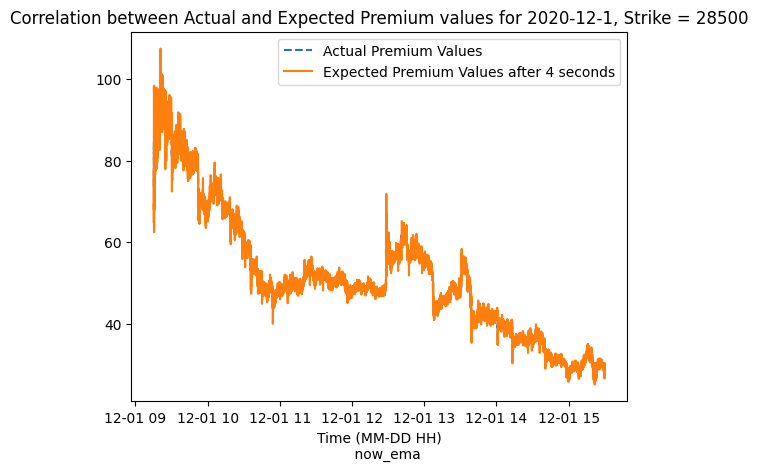 Correlation between Actual and Expected Premium values for 2020-12-1, Strike = 28500
Actual Premium Values
Expected Premium Values after 4 seconds
100
80
60
40
12-01 09 12-01 10 12-01 11 12-01 12 12-01 13 12-01 14 12-01 15
Time (MM-DD HH)
now_ema